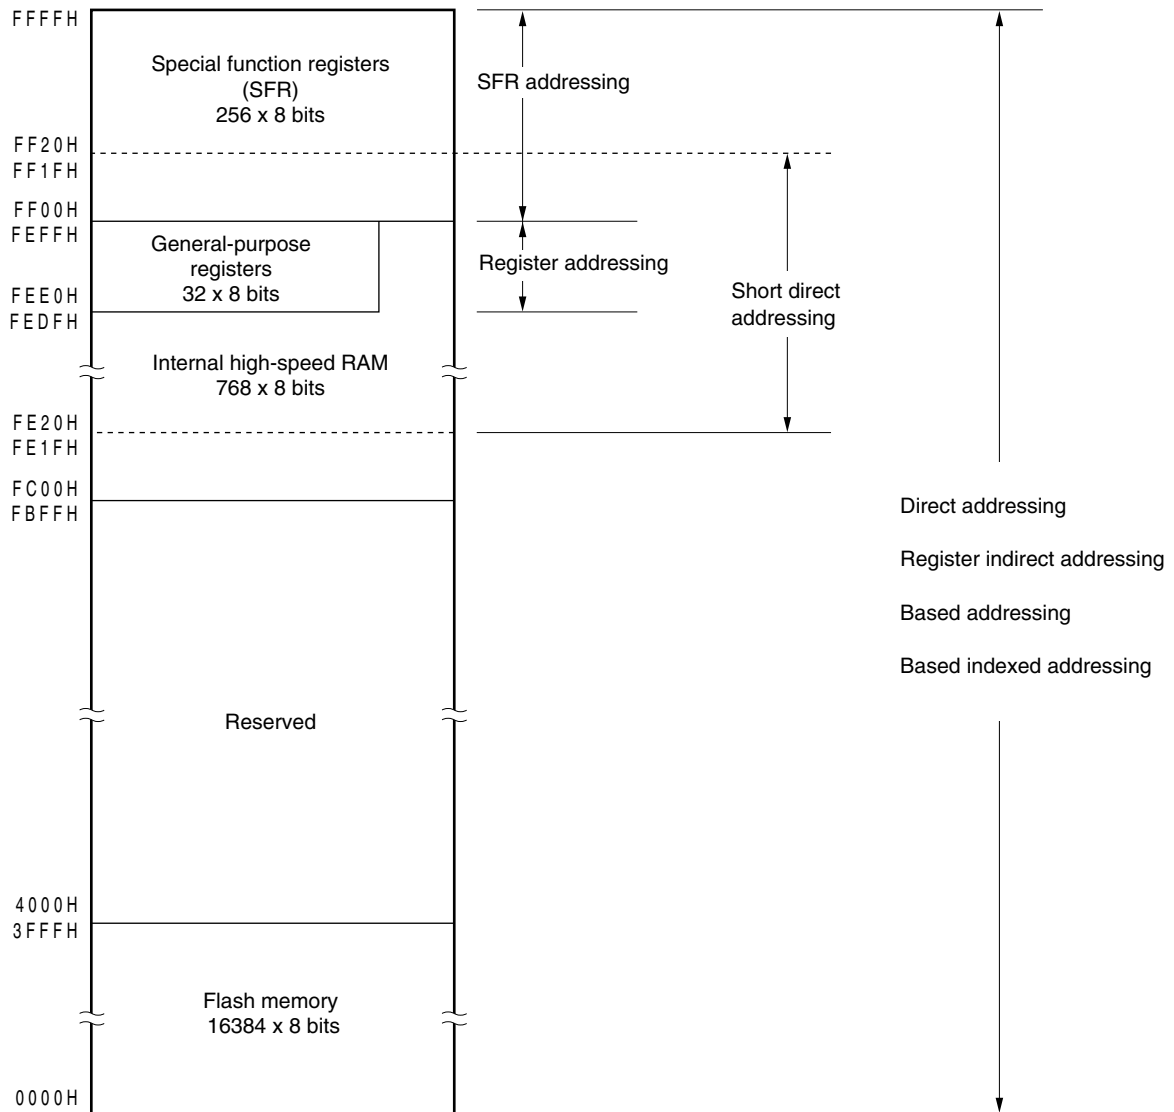 FFFFH
Special function registers
(SFR)
256 x 8 bits
SFR addressing
FF20H
FF1FH
FF00H
FEFFH
General-purpose
registers
32 x 8 bits
Register addressing
Short direct
addressing
FEE0H
FEDFH
Internal high-speed RAM
768 x 8 bits
FE20H
FE1FH
FC00H
FBFFH
Direct addressing
Register indirect addressing
Based addressing
Based indexed addressing
Reserved
4000H
3FFFH
Flash memory
16384 x 8 bits
0000H